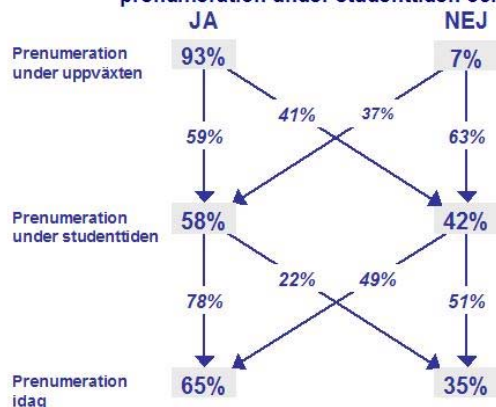 prenumeration under studenttiden
JA NEJ
Prenumeration
under uppväxten
93% 7%
41% 37%
59% 63%
Prenumeration
under studenttiden
58% 42%
22% 49%
78% 51%
Prenumeration
idag
65% 35%